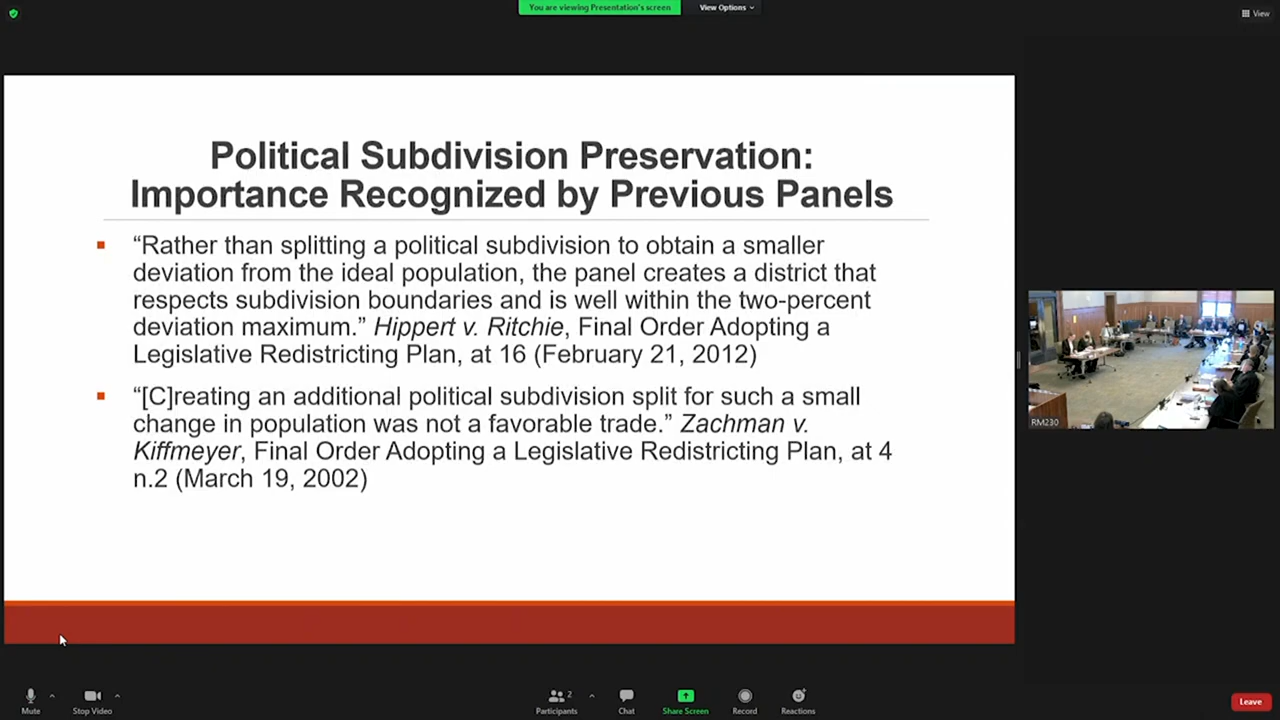 You are viewing Presentation's screen
View Options
View
Political Subdivision Preservation:
Importance Recognized by Previous Panels
“Rather than splitting a political subdivision to obtain a smaller
deviation from the ideal population, the panel creates a district that
respects subdivision boundaries and is well within the two-percent
deviation maximum.” Hippert v. Ritchie, Final Order Adopting a
Legislative Redistricting Plan, at 16 (February 21, 2012)
“[C]reating an additional political subdivision split for such a small
change in population was not a favorable trade.” Zachman v.
Kiffmeyer, Final Order Adopting a Legislative Redistricting Plan, at 4
n.2 (March 19, 2002)
RM230
Mute
Stop Video
2
Participants
Chat
Share Screen
Record
Reactions
Leave